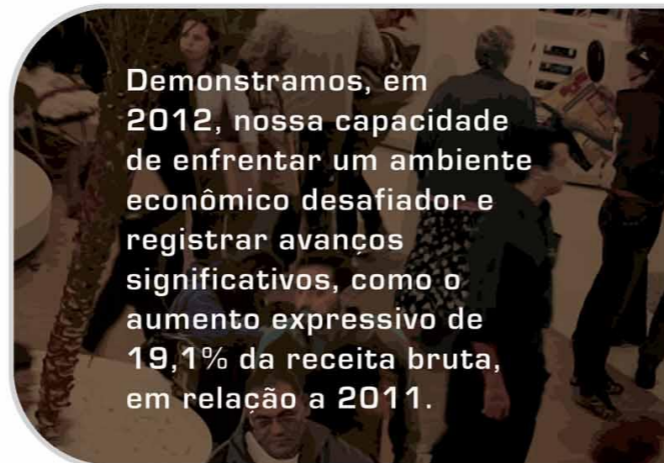 Demonstramos, em
2012, nossa capacidade
de enfrentar um ambiente
econômico desafiador e
registrar avanços
significativos, como o
aumento expressivo de
19,1% da receita bruta,
em relação a 2011.